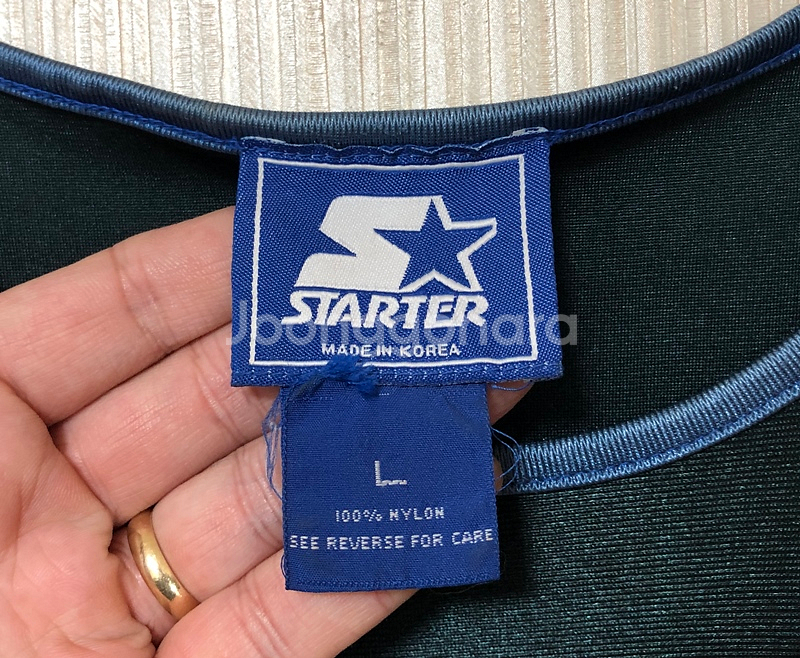 STARTER
MADE IN KOREA
L
100% NYLON
SEE REVERSE FOR CARE